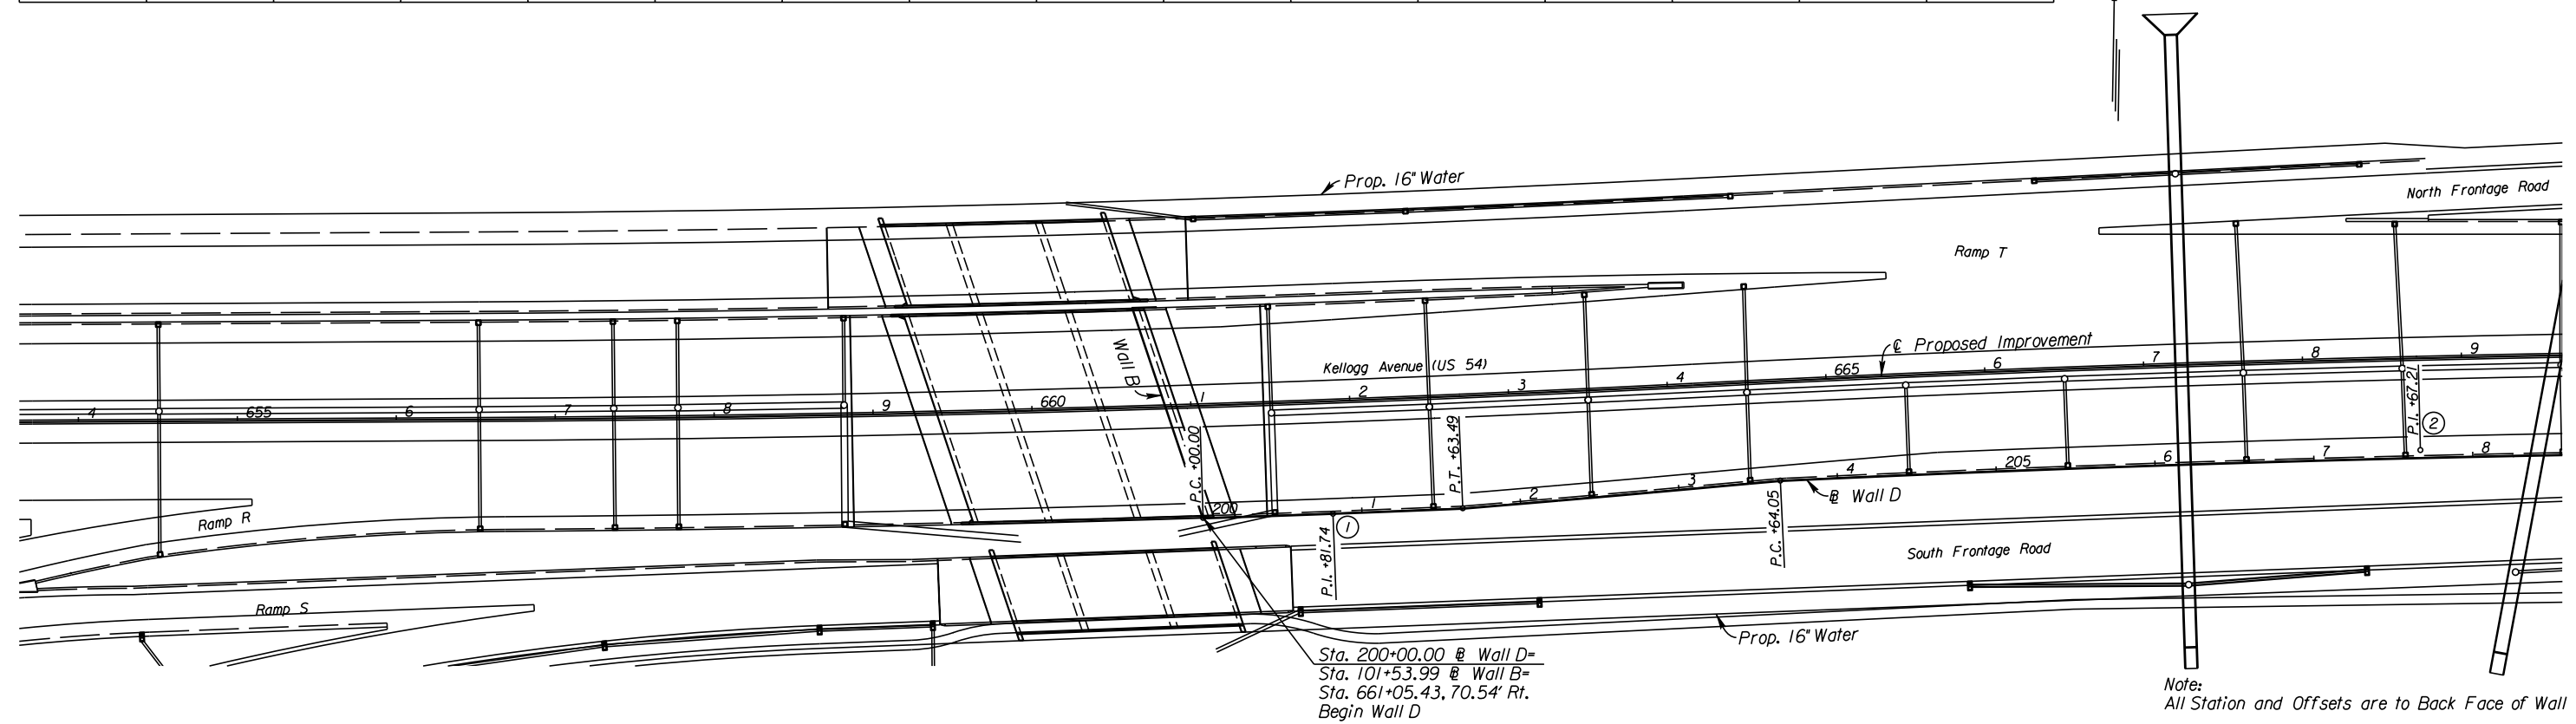 Prop. 16" Water
North Frontage Road
Ramp T
Wall B
Kellogg Avenue (US 54)
℄ Proposed Improvement
4 655 6 7 8 9 660 1 2 3 4 665 6 7 8 9
P.C. +00.00
P.T. +63.49
P.I. +67.21
2
200 1 2 3 4 205 6 7 8
Ramp R
P.I. +81.74
1
P.C. +64.05
℄ Wall D
South Frontage Road
Ramp S
Prop. 16" Water
Sta. 200+00.00 ℄ Wall D=
Sta. 101+53.99 ℄ Wall B=
Sta. 661+05.43, 70.54' Rt.
Begin Wall D
Note:
All Station and Offsets are to Back Face of Wall